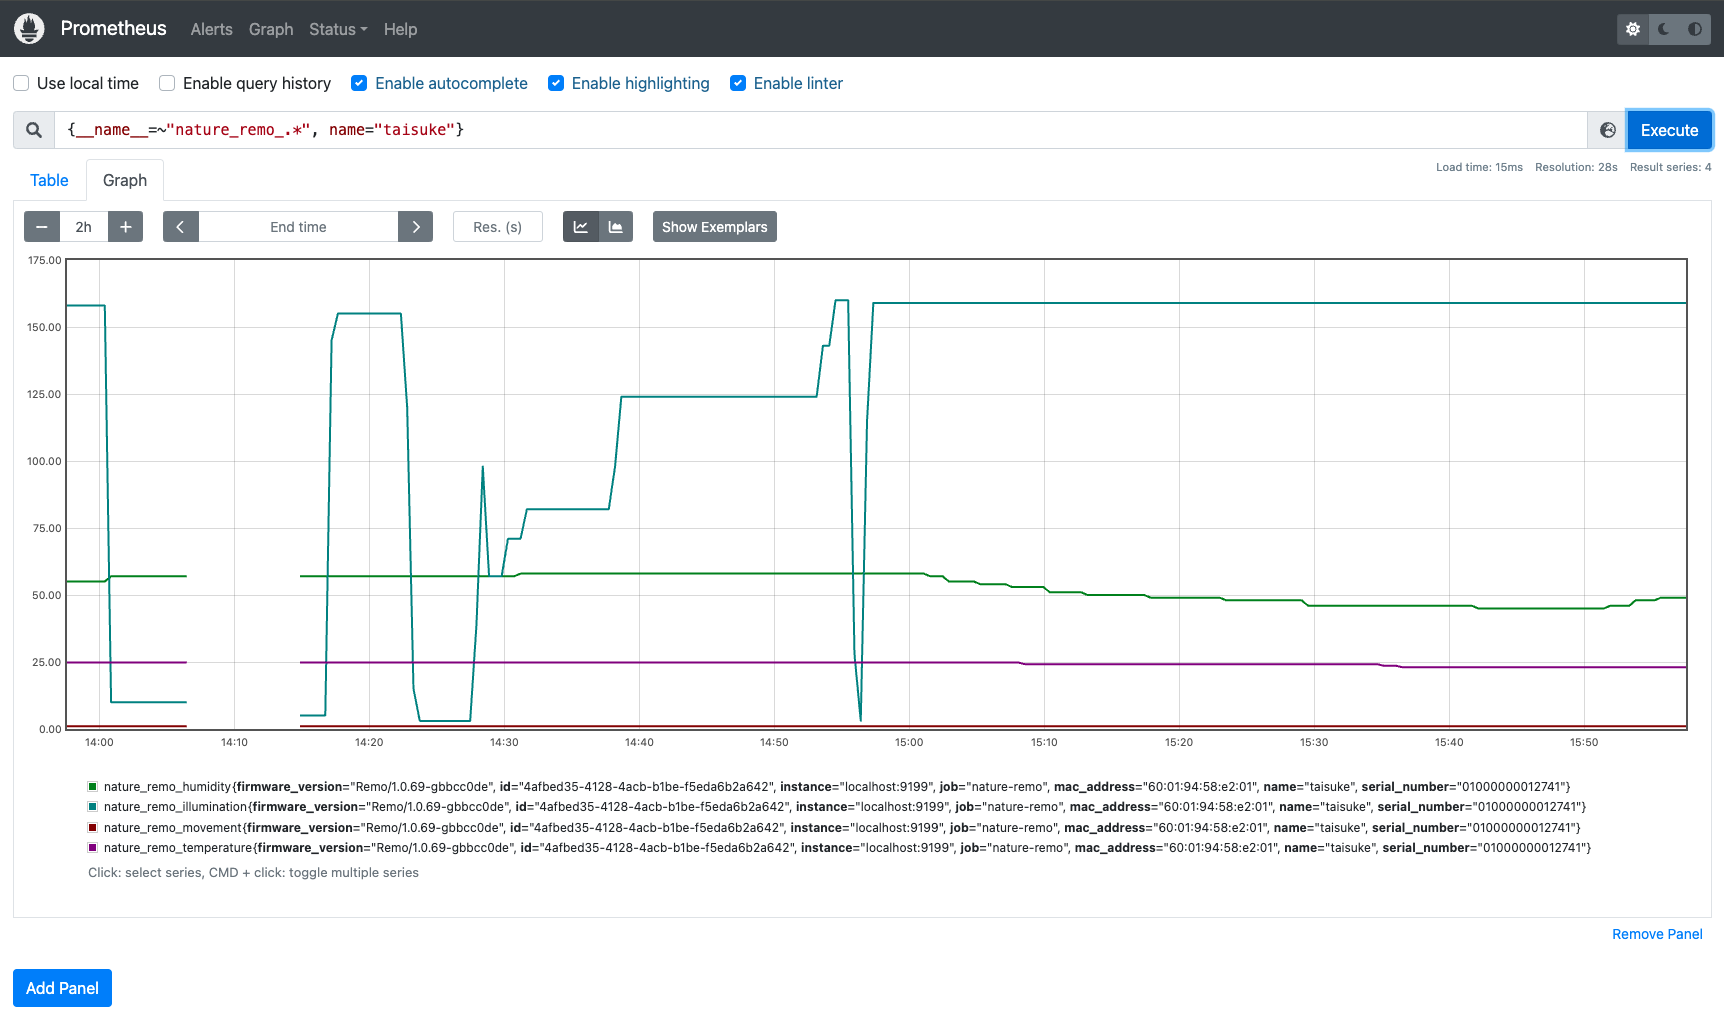 Prometheus Alerts Graph Status Help
Use local time Enable query history Enable autocomplete Enable highlighting Enable linter
{__name__=~"nature_remo_.*", name="taisuke"} Execute
Load time: 15ms Resolution: 28s Result series: 4
Table Graph
2h End time Res. (s) Show Exemplars
175.00
150.00
125.00
100.00
75.00
50.00
25.00
0.00
14:00 14:10 14:20 14:30 14:40 14:50 15:00 15:10 15:20 15:30 15:40 15:50
nature_remo_humidity{firmware_version="Remo/1.0.69-gbbcc0de", id="4afbed35-4128-4acb-b1be-f5eda6b2a642", instance="localhost:9199", job="nature-remo", mac_address="60:01:94:58:e2:01", name="taisuke", serial_number="01000000012741"}
nature_remo_illumination{firmware_version="Remo/1.0.69-gbbcc0de", id="4afbed35-4128-4acb-b1be-f5eda6b2a642", instance="localhost:9199", job="nature-remo", mac_address="60:01:94:58:e2:01", name="taisuke", serial_number="01000000012741"}
nature_remo_movement{firmware_version="Remo/1.0.69-gbbcc0de", id="4afbed35-4128-4acb-b1be-f5eda6b2a642", instance="localhost:9199", job="nature-remo", mac_address="60:01:94:58:e2:01", name="taisuke", serial_number="01000000012741"}
nature_remo_temperature{firmware_version="Remo/1.0.69-gbbcc0de", id="4afbed35-4128-4acb-b1be-f5eda6b2a642", instance="localhost:9199", job="nature-remo", mac_address="60:01:94:58:e2:01", name="taisuke", serial_number="01000000012741"}
Click: select series, CMD + click: toggle multiple series
Remove Panel
Add Panel